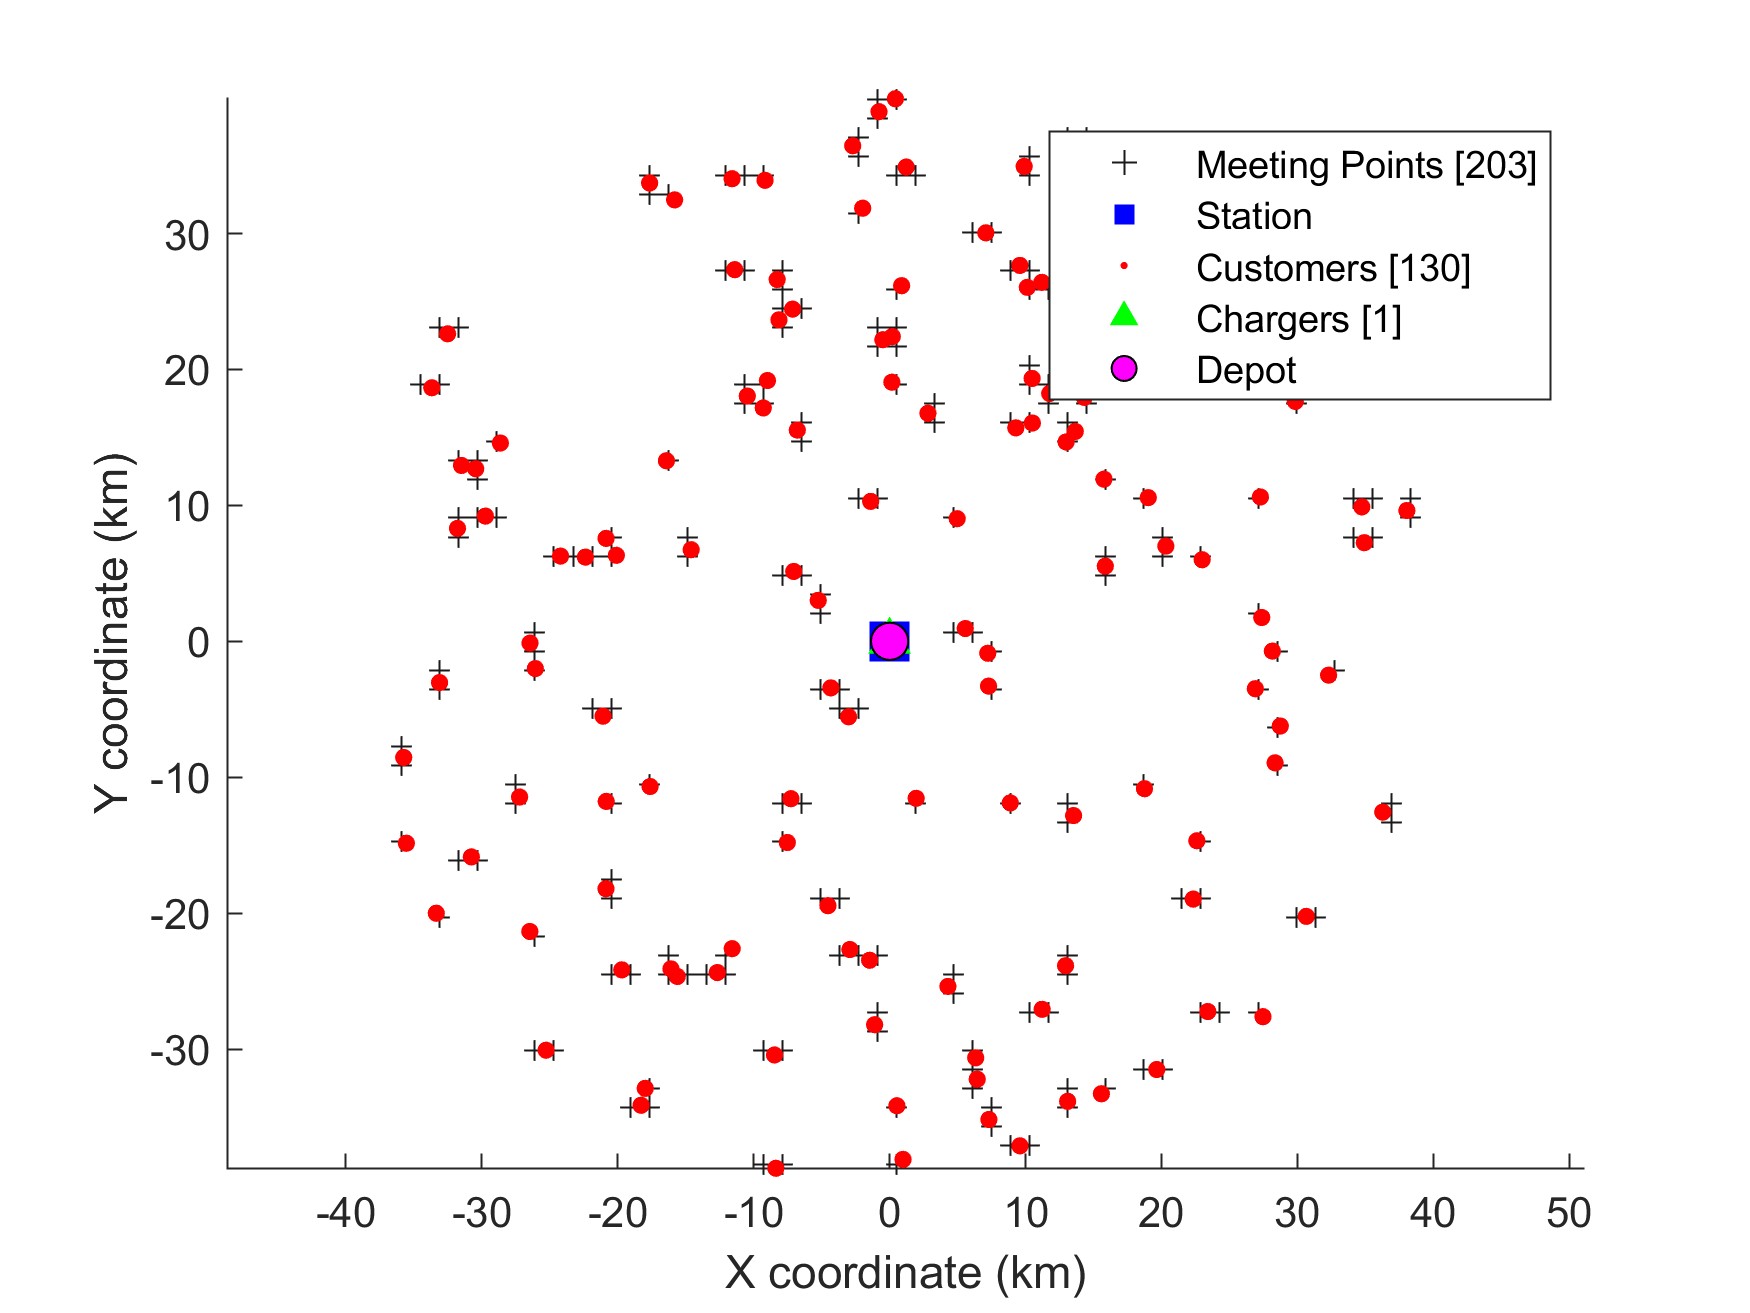 Meeting Points [203]
Station
Customers [130]
Chargers [1]
Depot
30
20
10
0
-10
-20
-30
Y coordinate (km)
-40 -30 -20 -10 0 10 20 30 40 50
X coordinate (km)